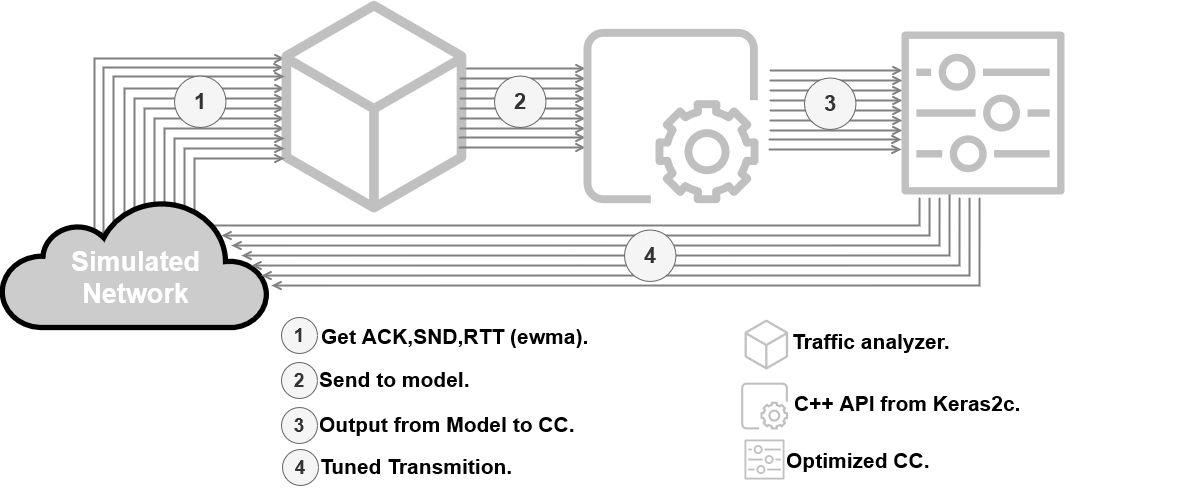 1
2
3
4
Simulated
Network
1 Get ACK,SND,RTT (ewma).
2 Send to model.
3 Output from Model to CC.
4 Tuned Transmition.
Traffic analyzer.
C++ API from Keras2c.
Optimized CC.